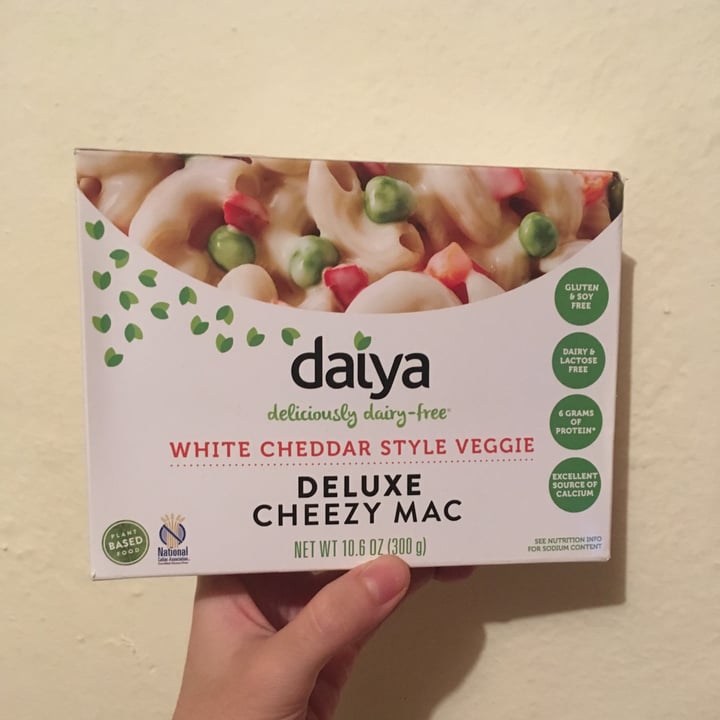 daiya
deliciously dairy-free
WHITE CHEDDAR STYLE VEGGIE
DELUXE
CHEEZY MAC
NET WT 10.6 OZ (300 g)
GLUTEN
& SOY
FREE
DAIRY &
LACTOSE
FREE
6 GRAMS
OF
PROTEIN*
EXCELLENT
SOURCE OF
CALCIUM
SEE NUTRITION INFO
FOR SODIUM CONTENT
PLANT
BASED
FOOD
National
Celiac Association